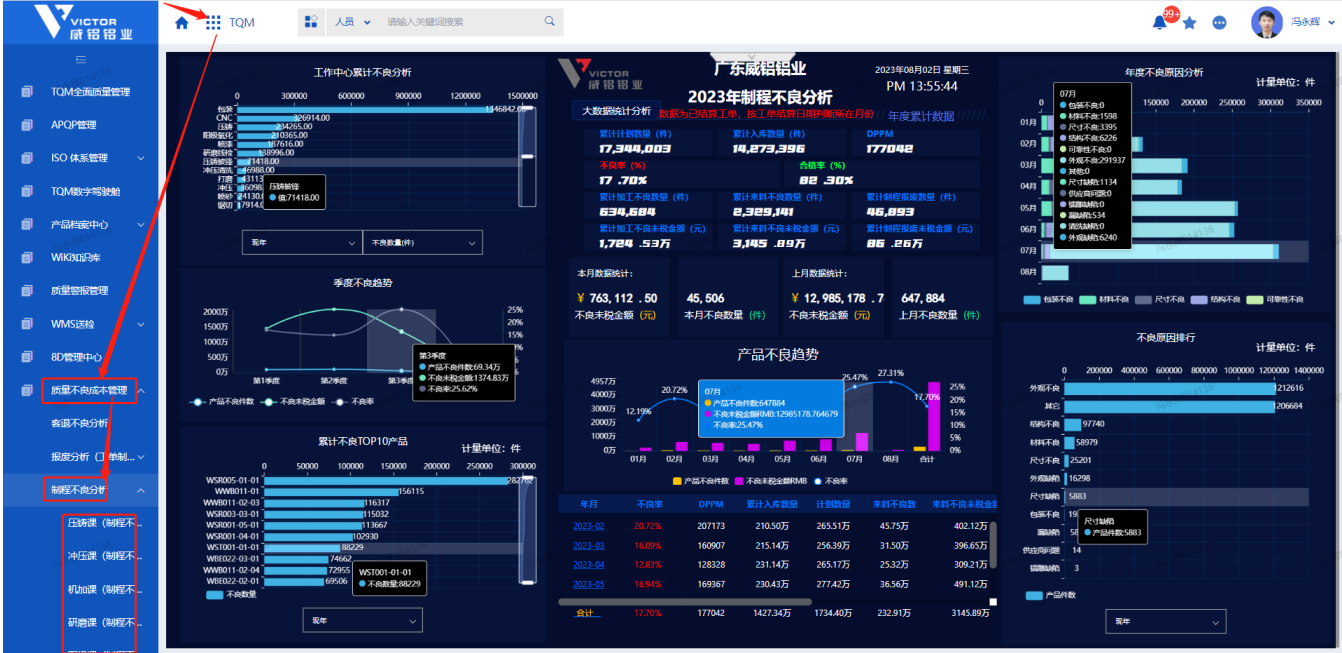 VICTOR
威铝铝业
TQM
人员
请输入关键词搜索
99+
冯永辉
TQM全面质量管理
APQP管理
ISO 体系管理
TQM数字驾驶舱
产品档案中心
WiKi知识库
质量警报管理
WMS送检
8D管理中心
质量不良成本管理
客退不良分析
报废分析（工单制...
制程不良分析
压铸课（制程不...
冲压课（制程不...
机加课（制程不...
研磨课（制程不...
工作中心累计不良分析
0 300000 600000 900000 1200000 1500000
包装 1346842.00
CNC 326914.00
压铸 234265.00
阳极氧化 210365.00
喷漆 187616.00
研磨线检 138996.00
压铸披锋 71418.00
冲压清洗 46988.00
打磨 43113
冲压 36098
喷砂 24130.0
锯切 17914.0
压铸披锋
值:71418.00
现年
不良数量(件)
季度不良趋势
2000万
1500万
1000万
500万
0万
25%
20%
15%
第1季度 第2季度 第3季度
第3季度
产品不良件数:69.34万
不良未税金额:1374.83万
不良率:25.62%
产品不良件数 不良未税金额 不良率
累计不良TOP10产品
计量单位：件
0 50000 100000 150000 200000 250000 300000
WSR005-01-01 282702
WWB011-01 156115
WWB011-02-03 116317
WSR003-03-01 115032
WSR001-05-01 113667
WSR001-04-01 102930
WST001-01-01 88229
WBE022-03-01 74662
WWB011-02-04 72955
WBE022-02-01 69506
WST001-01-01
不良数量:88229
不良数量
现年
VICTOR
威铝铝业
广东威铝铝业
2023年制程不良分析
2023年08月02日 星期三
PM 13:55:44
大数据统计分析
数据为已结算工单，按工单结算日期判断所在月份
年度累计数据
累计计划数量（件） 累计入库数量（件） DPPM
17,344,003 14,273,396 177042
不良率（%） 合格率（%）
17 .70% 82 .30%
累计加工不良数量（件） 累计来料不良数量（件） 累计制程报废数量（件）
634,684 2,329,141 46,893
累计加工不良未税金额（元） 累计来料不良未税金额（元） 累计制程报废未税金额（元）
1,724 .53万 3,145 .89万 86 .26万
本月数据统计：
上月数据统计：
￥ 763,112 .50
45,506
￥ 12,985,178 .7
647,884
不良未税金额（元）
本月不良数量（件）
不良未税金额（元）
上月不良数量（件）
产品不良趋势
4957万
4000万
3000万
2000万
1000万
0万
12.19%
20.72%
25.47%
27.31%
17.70%
25%
20%
15%
10%
5%
0%
07月
产品不良件数:647884
不良未税金额RMB:12985178.764679
不良率:25.47%
01月 02月 03月 04月 05月 06月 07月 08月 合计
产品不良件数 不良未税金额RMB 不良率
年月 不良率 DPPM 累计入库数量 计划数量 来料不良数 来料不良未税金额
2023-02 20.72% 207173 210.50万 265.51万 45.75万 402.12万
2023-03 16.09% 160907 215.14万 256.39万 31.50万 396.65万
2023-04 12.83% 128328 231.14万 265.17万 25.32万 309.21万
2023-05 16.94% 169367 230.43万 277.42万 36.56万 491.12万
合计 17.70% 177042 1427.34万 1734.40万 232.91万 3145.89万
年度不良原因分析
计量单位：件
0 150000 200000 250000 300000 350000
01月
02月
03月
04月
05月
06月
07月
08月
07月
包装不良:0
材料不良:1598
尺寸不良:3395
结构不良:6226
可靠性不良:0
外观不良:291937
其他:0
尺寸缺陷:1134
供应商问题:0
错漏缺陷:0
漏缺陷:534
清洗缺陷:0
外观缺陷:6240
包装不良 材料不良 尺寸不良 结构不良 可靠性不良
不良原因排行
计量单位：件
0 200000 400000 600000 800000 1000000 1200000 1400000
外观不良 1212616
其它 1206684
结构不良 97740
材料不良 58979
尺寸不良 25201
外观缺陷 16298
尺寸缺陷 5883
包装不良 19
漏缺陷 58
供应商问题 14
错漏缺陷 3
尺寸缺陷
产品件数:5883
产品件数
现年